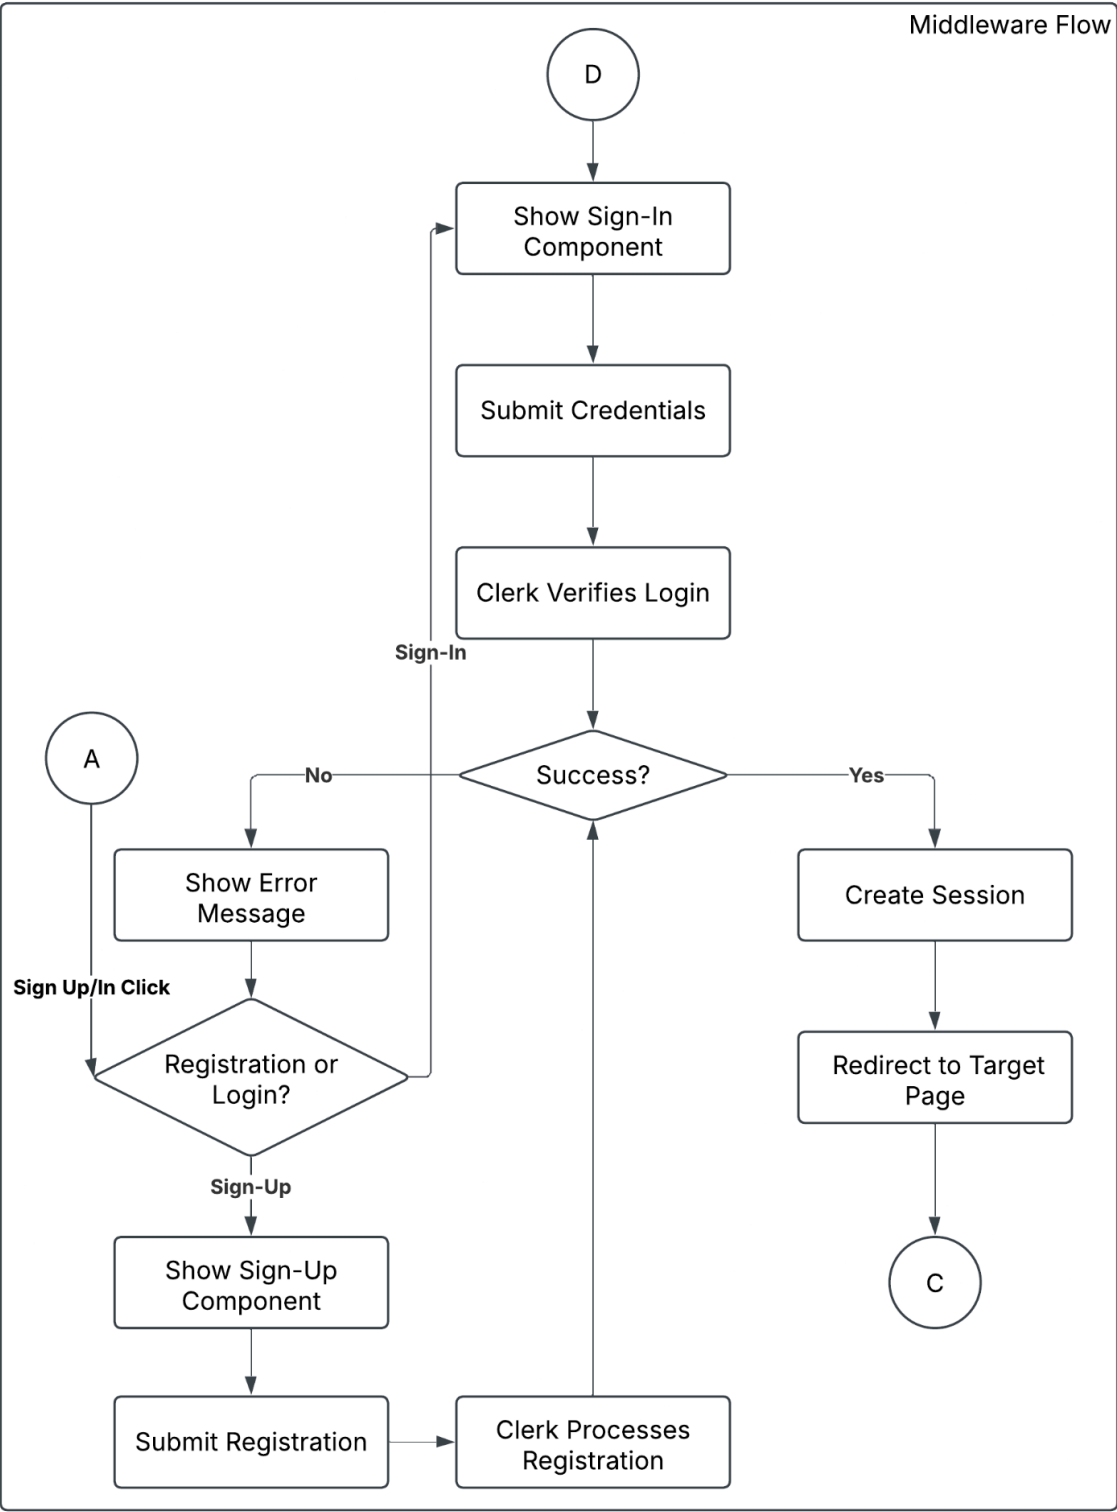 Middleware Flow
D
Show Sign-In
Component
Submit Credentials
Clerk Verifies Login
Sign-In
A
No
Success?
Yes
Show Error
Message
Create Session
Sign Up/In Click
Registration or
Login?
Redirect to Target
Page
Sign-Up
Show Sign-Up
Component
C
Submit Registration
Clerk Processes
Registration